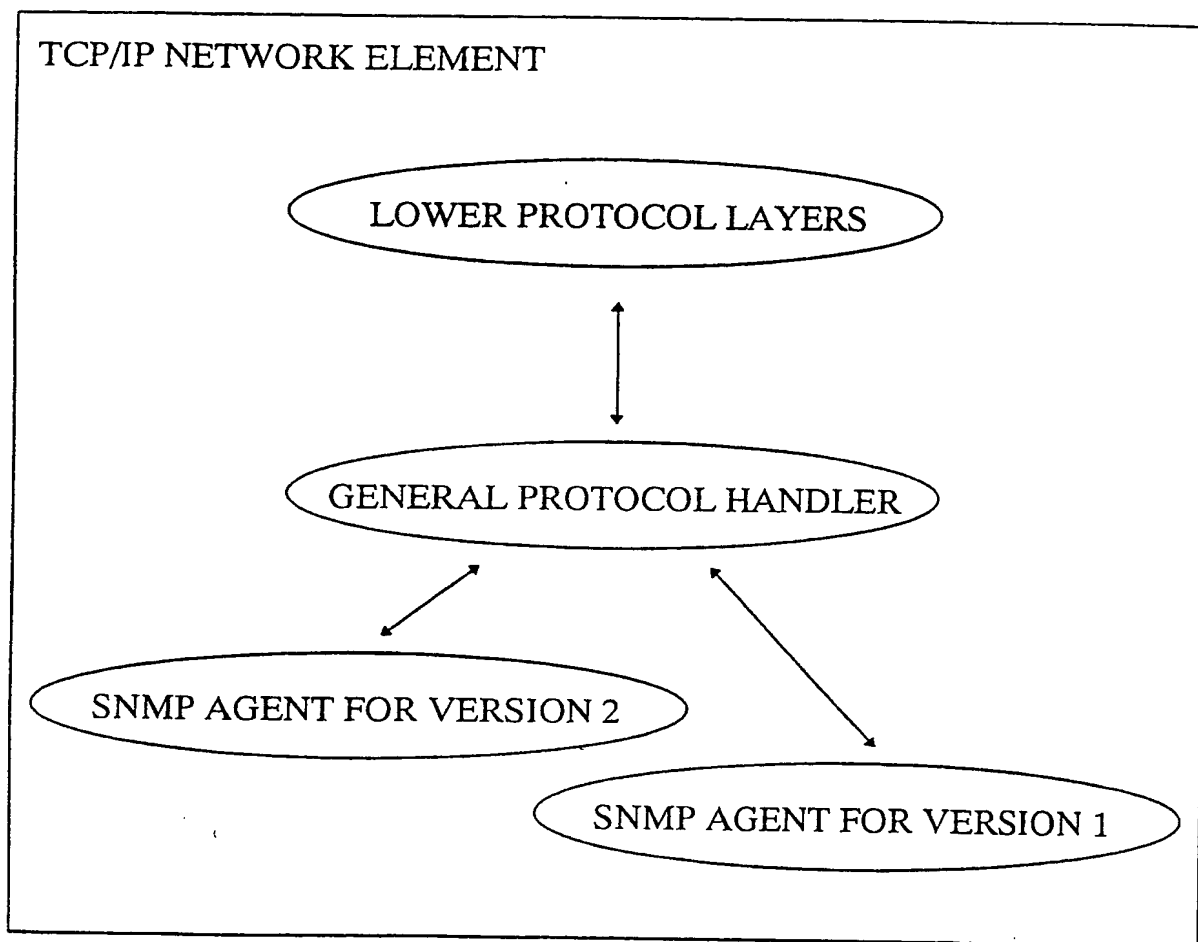 TCP/IP NETWORK ELEMENT
LOWER PROTOCOL LAYERS
GENERAL PROTOCOL HANDLER
SNMP AGENT FOR VERSION 2
SNMP AGENT FOR VERSION 1